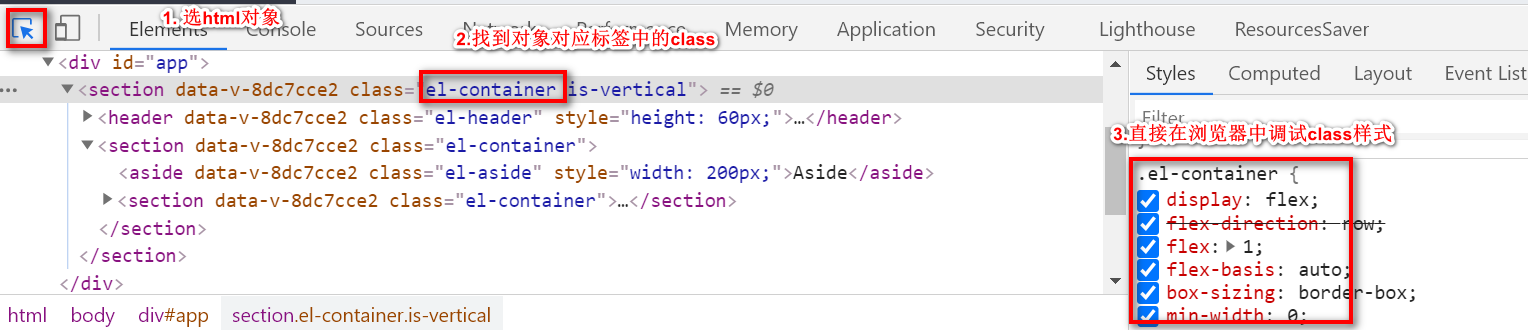 1. 选html对象
Elements Console Sources Network Performance Memory Application Security Lighthouse ResourcesSaver
2.找到对象对应标签中的class
<div id="app">
<section data-v-8dc7cce2 class="el-container is-vertical"> == $0
<header data-v-8dc7cce2 class="el-header" style="height: 60px;">…</header>
<section data-v-8dc7cce2 class="el-container">
<aside data-v-8dc7cce2 class="el-aside" style="width: 200px;">Aside</aside>
<section data-v-8dc7cce2 class="el-container">…</section>
</section>
</section>
</div>
html body div#app section.el-container.is-vertical
Styles Computed Layout Event List
Filter
3.直接在浏览器中调试class样式
.el-container {
display: flex;
flex-direction: row;
flex: 1;
flex-basis: auto;
box-sizing: border-box;
min-width: 0;